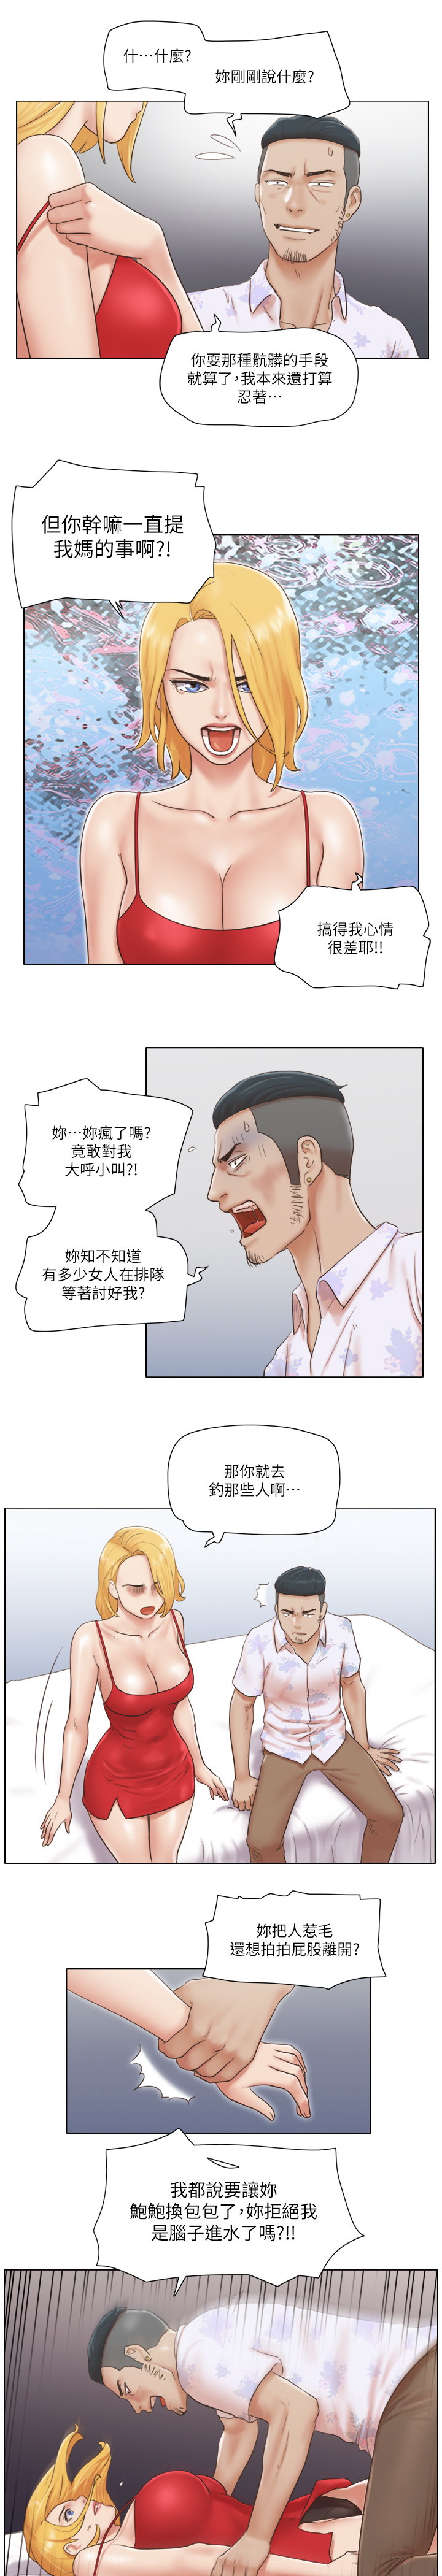 什⋯什麼?
妳剛剛說什麼?
你耍那種骯髒的手段
就算了,我本來還打算
忍著⋯
但你幹嘛一直提
我媽的事啊?!
搞得我心情
很差耶!!
妳⋯妳瘋了嗎?
竟敢對我
大呼小叫?!
妳知不知道
有多少女人在排隊
等著討好我?
那你就去
釣那些人啊⋯
妳把人惹毛
還想拍拍屁股離開?
我都說要讓妳
鮑鮑換包包了,妳拒絕我
是腦子進水了嗎?!!